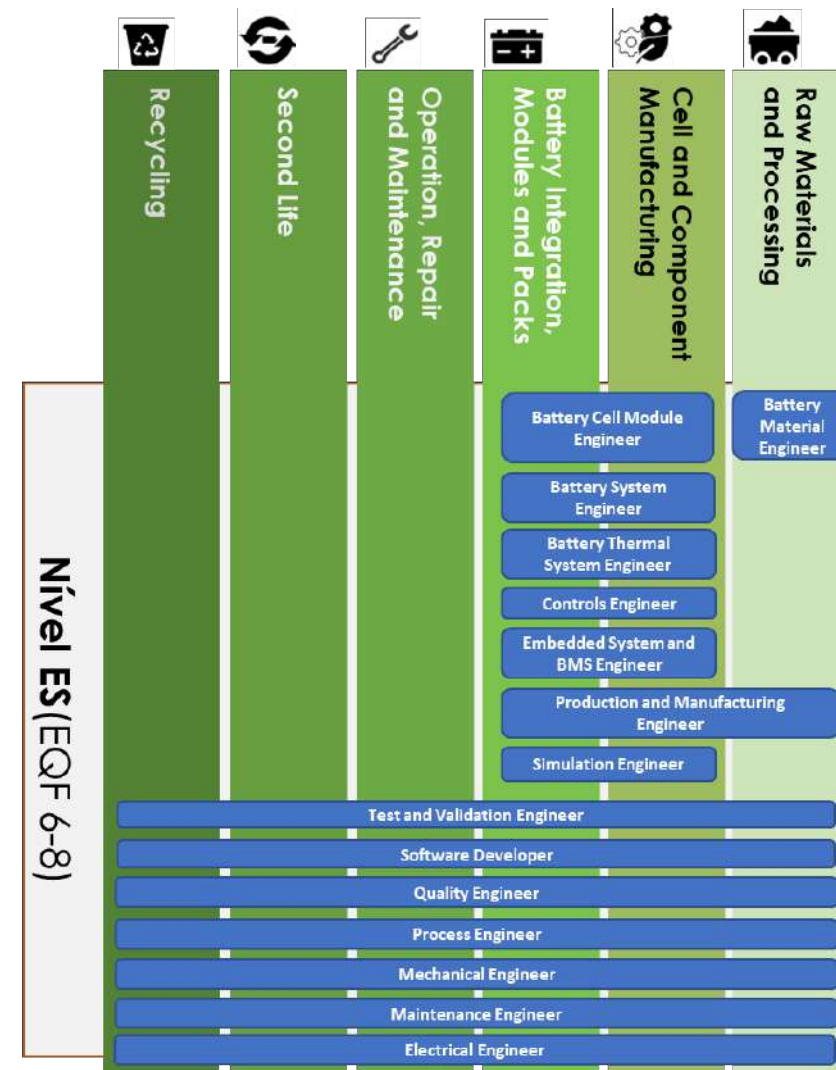 Recycling
Second Life
Operation, Repair
and Maintenance
Battery Integration,
Modules and Packs
Cell and Component
Manufacturing
Raw Materials
and Processing
Nível ES(EQF 6-8)
Battery Cell Module
Engineer
Battery
Material
Engineer
Battery System
Engineer
Battery Thermal
System Engineer
Controls Engineer
Embedded System and
BMS Engineer
Production and Manufacturing
Engineer
Simulation Engineer
Test and Validation Engineer
Software Developer
Quality Engineer
Process Engineer
Mechanical Engineer
Maintenance Engineer
Electrical Engineer